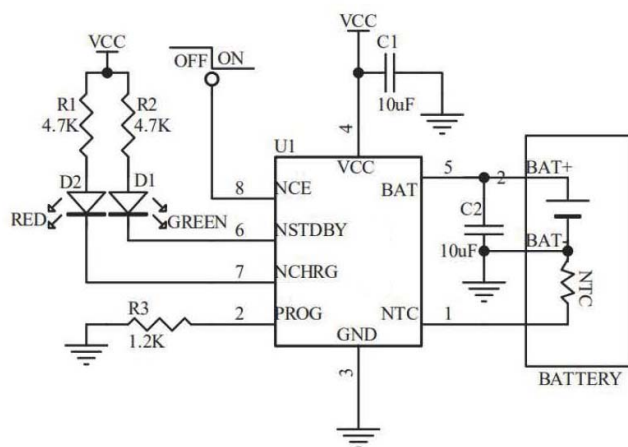 VCC
OFF
ON
VCC
C1
10uF
R1
4.7K
R2
4.7K
4
U1
VCC
D2
D1
RED
GREEN
8
NCE
BAT
5
2
BAT+
6
NSTDBY
C2
10uF
BAT-
7
NCHRG
NTC
R3
1.2K
2
PROG
NTC
1
GND
3
BATTERY